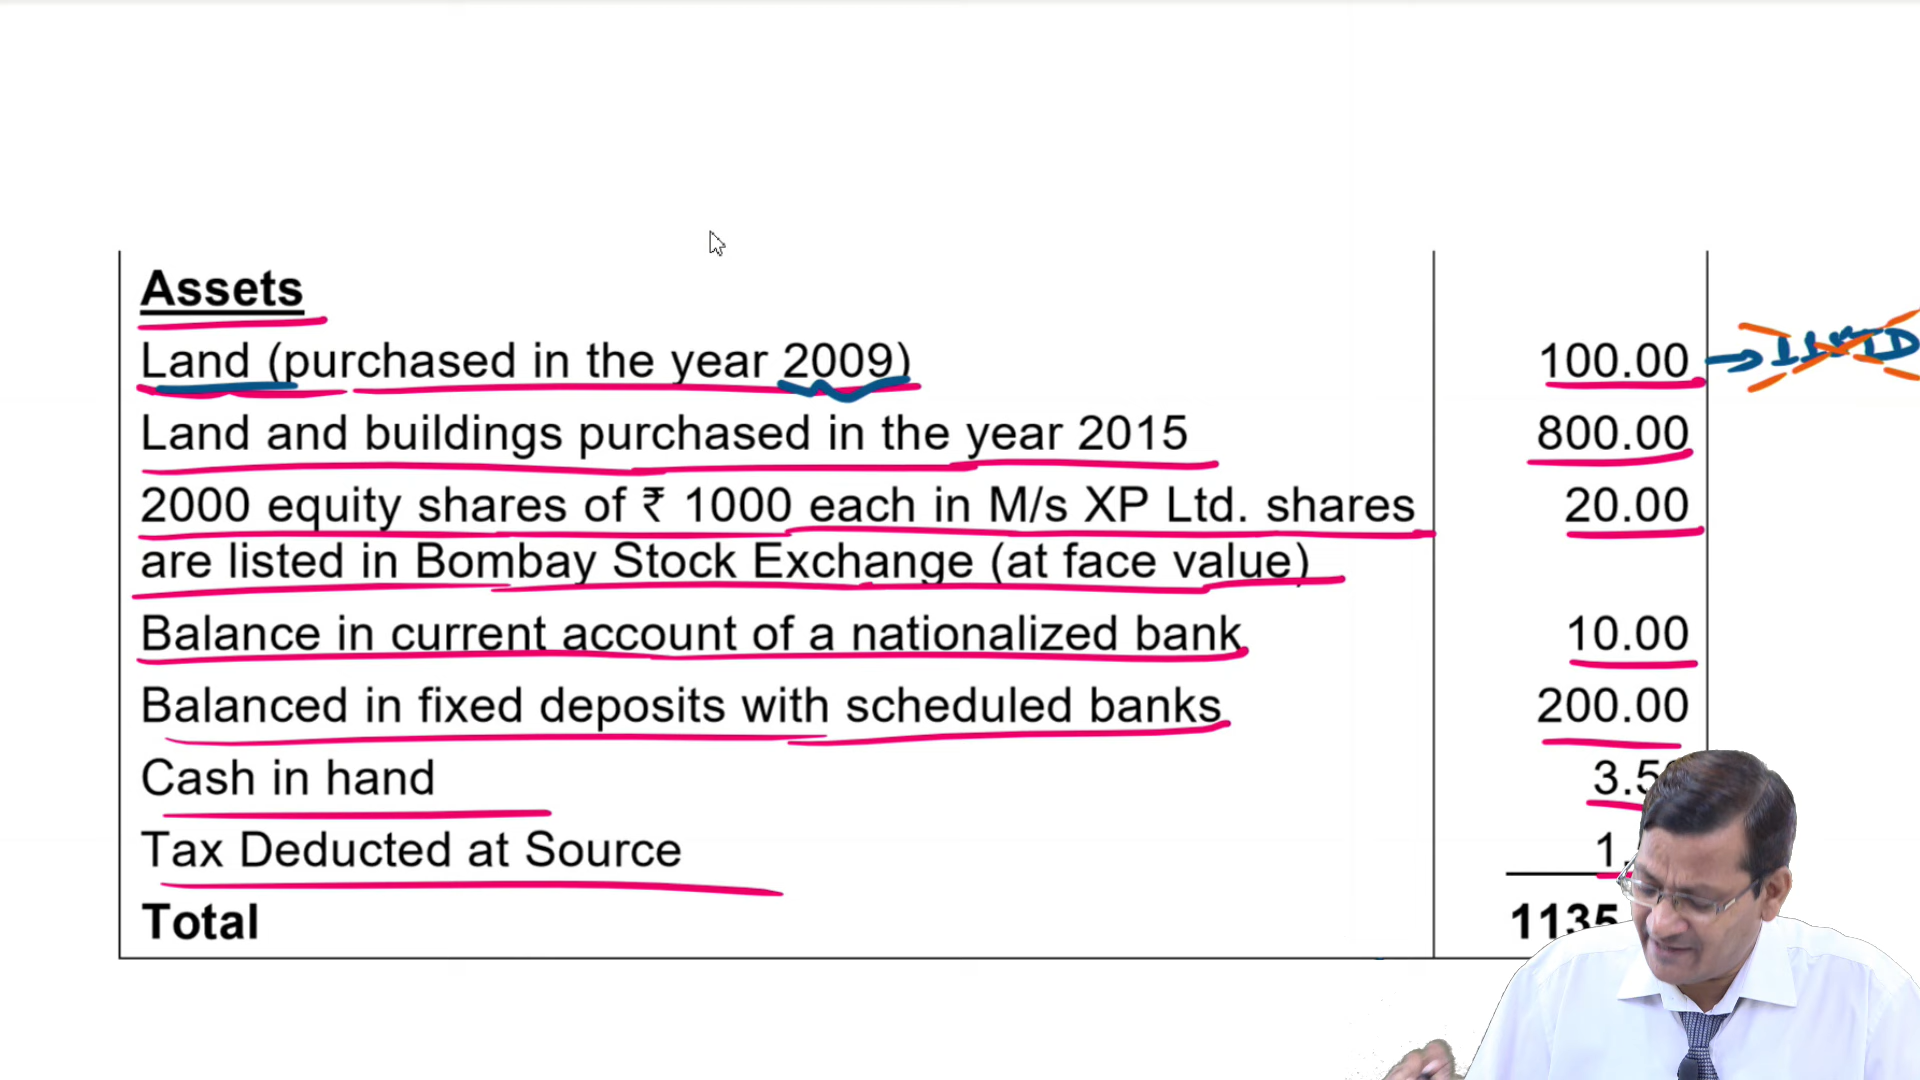 Assets
Land (purchased in the year 2009) 100.00
Land and buildings purchased in the year 2015 800.00
2000 equity shares of ₹ 1000 each in M/s XP Ltd. shares 20.00
are listed in Bombay Stock Exchange (at face value)
Balance in current account of a nationalized bank 10.00
Balanced in fixed deposits with scheduled banks 200.00
Cash in hand
Tax Deducted at Source
Total